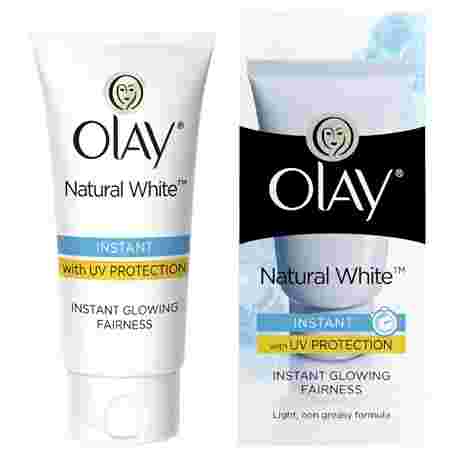 OLAY®
Natural White™
INSTANT
with UV PROTECTION
INSTANT GLOWING
FAIRNESS
OLAY®
Natural White™
INSTANT
with UV PROTECTION
INSTANT GLOWING
FAIRNESS
Light, non greasy formula